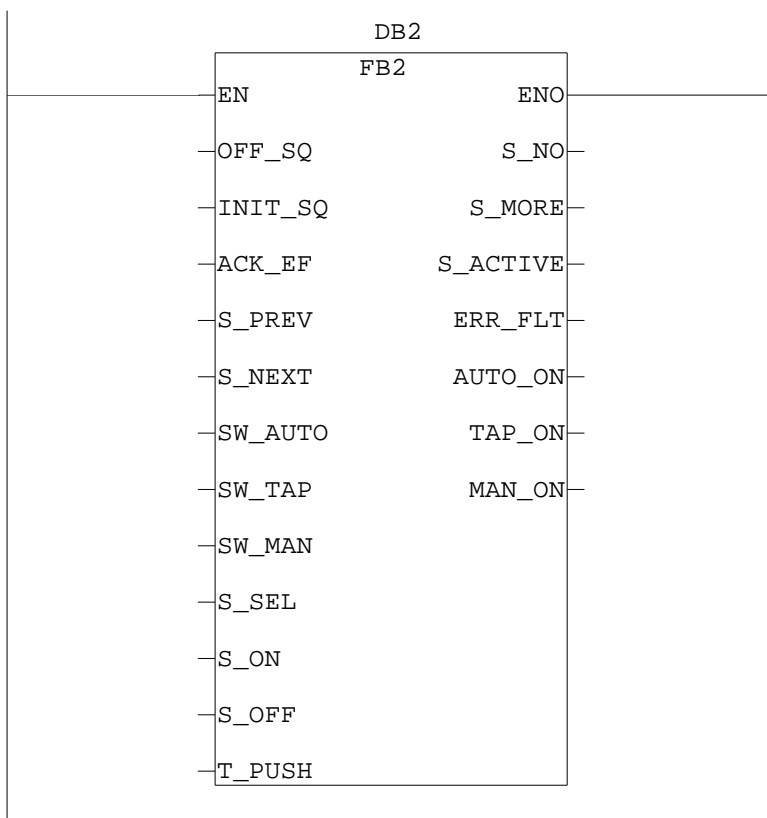 DB2
FB2
EN ENO
OFF_SQ S_NO
INIT_SQ S_MORE
ACK_EF S_ACTIVE
S_PREV ERR_FLT
S_NEXT AUTO_ON
SW_AUTO TAP_ON
SW_TAP MAN_ON
SW_MAN
S_SEL
S_ON
S_OFF
T_PUSH